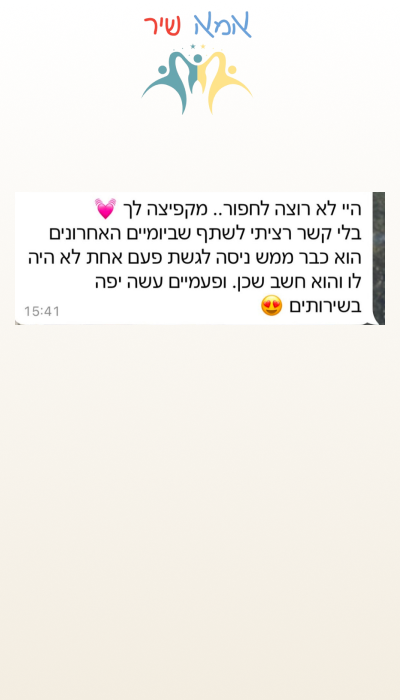 אמא שיר
היי לא רוצה לחפור.. מקפיצה לך 💓
בלי קשר רציתי לשתף שביומיים האחרונים
הוא כבר ממש ניסה לגשת פעם אחת לא היה
לו והוא חשב שכן. ופעמיים עשה יפה
בשירותים 😍
15:41